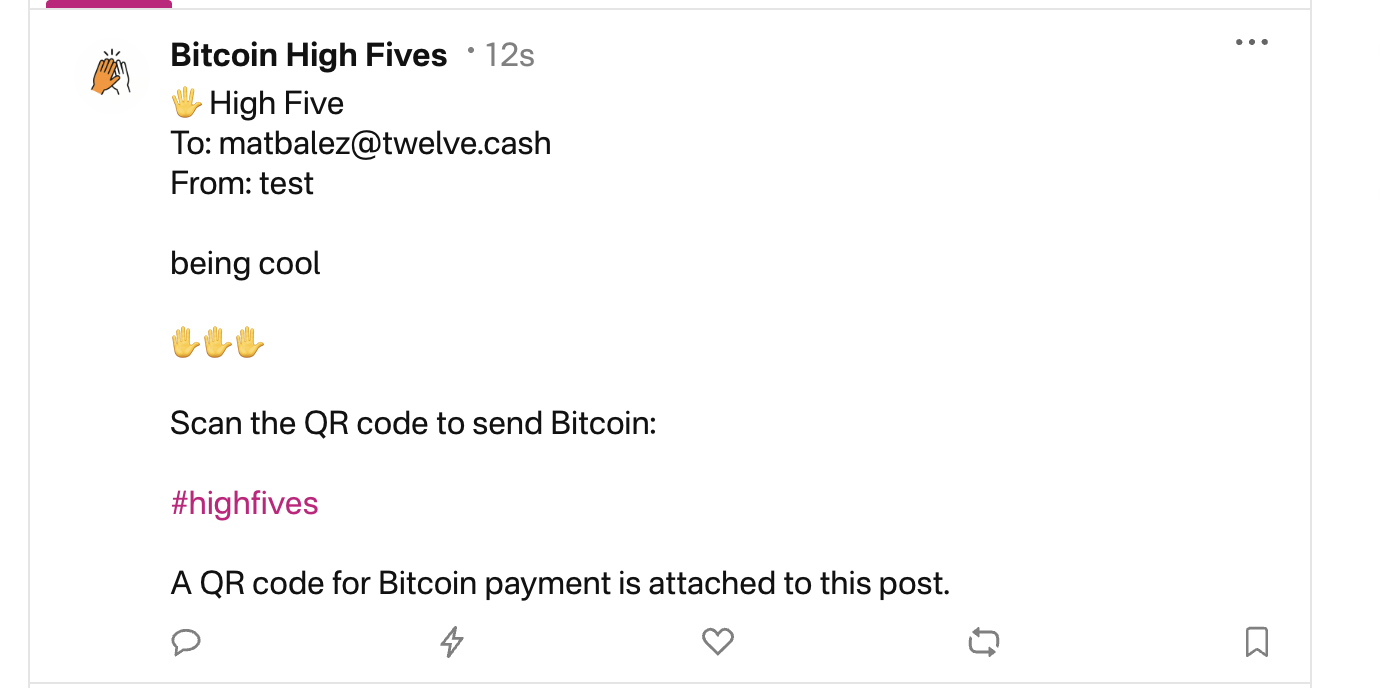 Bitcoin High Fives · 12s
🖐️ High Five
To: matbalez@twelve.cash
From: test
being cool
✋✋✋
Scan the QR code to send Bitcoin:
#highfives
A QR code for Bitcoin payment is attached to this post.